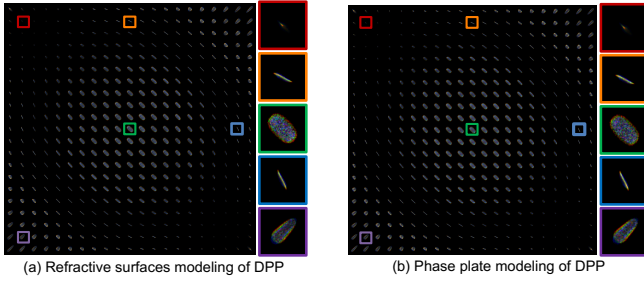 (a) Refractive surfaces modeling of DPP
(b) Phase plate modeling of DPP